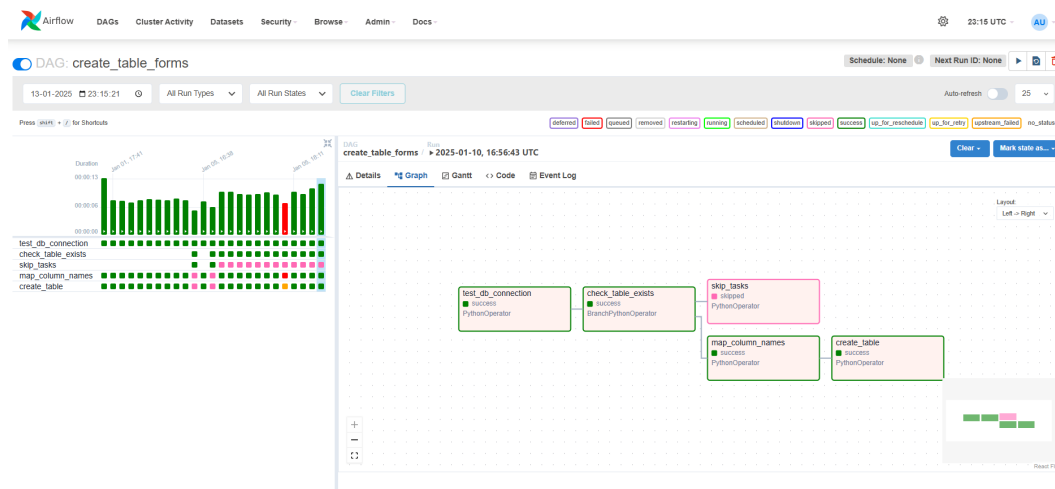 Airflow DAGs Cluster Activity Datasets Security Browse Admin Docs 23:15 UTC AU
DAG: create_table_forms
Schedule: None Next Run ID: None
13-01-2025 23:15:21 All Run Types All Run States Clear Filters Auto-refresh 25
Press shift + / for Shortcuts
deferred failed queued removed restarting running scheduled shutdown skipped success up_for_reschedule up_for_retry upstream_failed no_status
DAG Run
create_table_forms / 2025-01-10, 16:56:43 UTC
Clear Mark state as...
Details Graph Gantt Code Event Log
Duration
Jan 01, 17:41
00:00:13
00:00:06
00:00:00
test_db_connection
check_table_exists
skip_tasks
map_column_names
create_table
Layout:
Left -> Right
test_db_connection
success
PythonOperator
check_table_exists
success
BranchPythonOperator
skip_tasks
skipped
PythonOperator
map_column_names
success
PythonOperator
create_table
success
PythonOperator